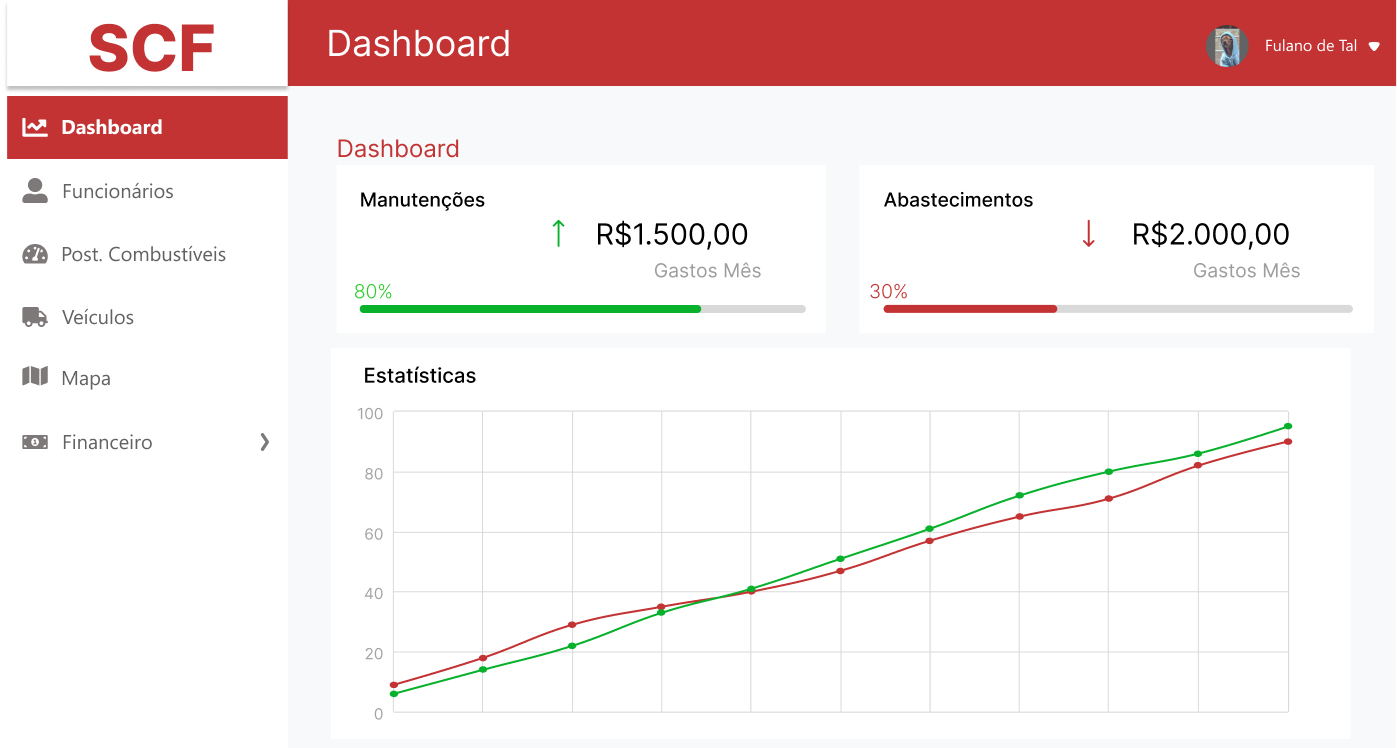 SCF
Dashboard
Fulano de Tal
Dashboard
Funcionários
Post. Combustíveis
Veículos
Mapa
Financeiro
Dashboard
Manutenções
R$1.500,00
Gastos Mês
80%
Abastecimentos
R$2.000,00
Gastos Mês
30%
Estatísticas
100
80
60
40
20
0